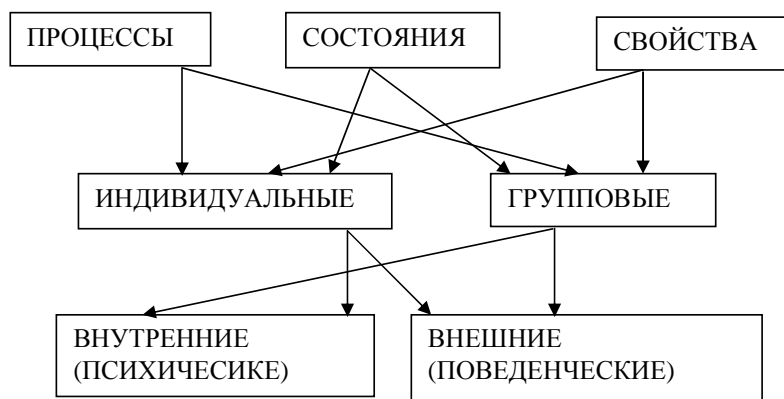 ПРОЦЕССЫ
СОСТОЯНИЯ
СВОЙСТВА
ИНДИВИДУАЛЬНЫЕ
ГРУППОВЫЕ
ВНУТРЕННИЕ
(ПСИХИЧЕСИКЕ)
ВНЕШНИЕ
(ПОВЕДЕНЧЕСКИЕ)